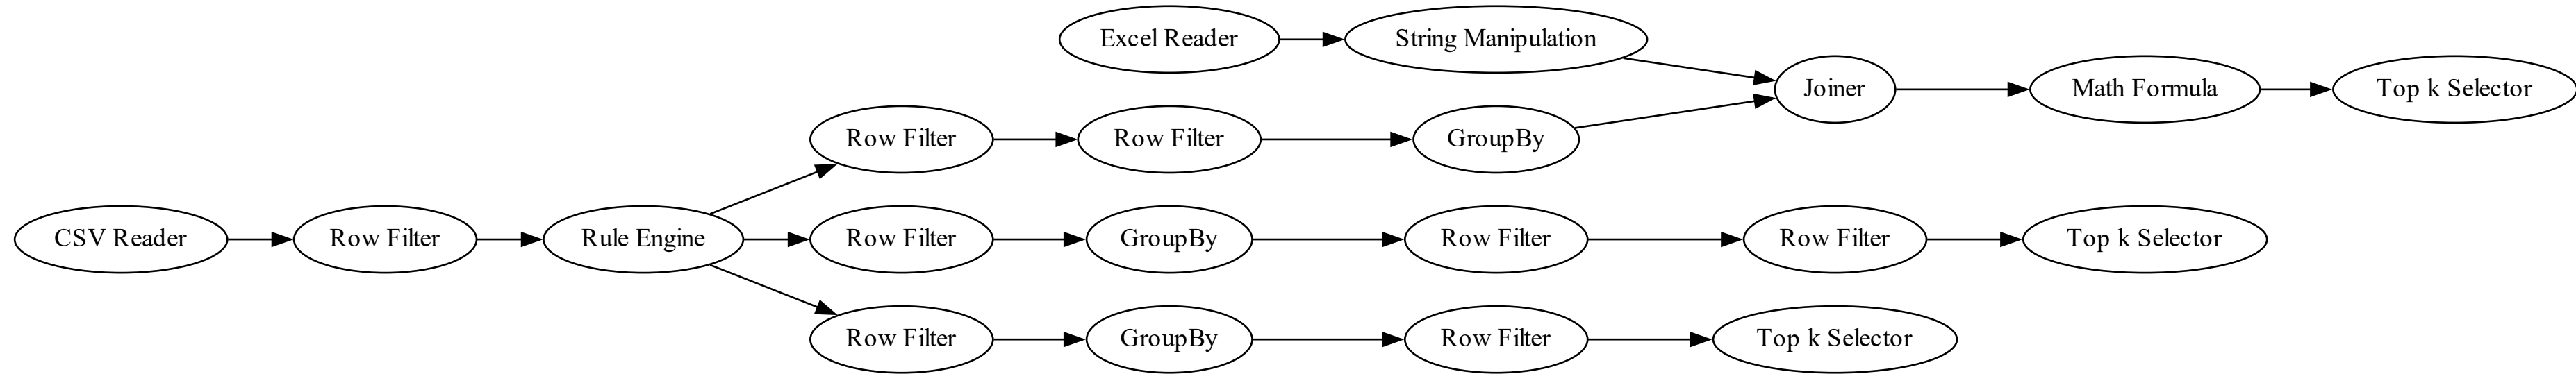 Excel Reader
String Manipulation
Joiner
Math Formula
Top k Selector
Row Filter
Row Filter
GroupBy
CSV Reader
Row Filter
Rule Engine
Row Filter
GroupBy
Row Filter
Row Filter
Top k Selector
Row Filter
GroupBy
Row Filter
Top k Selector